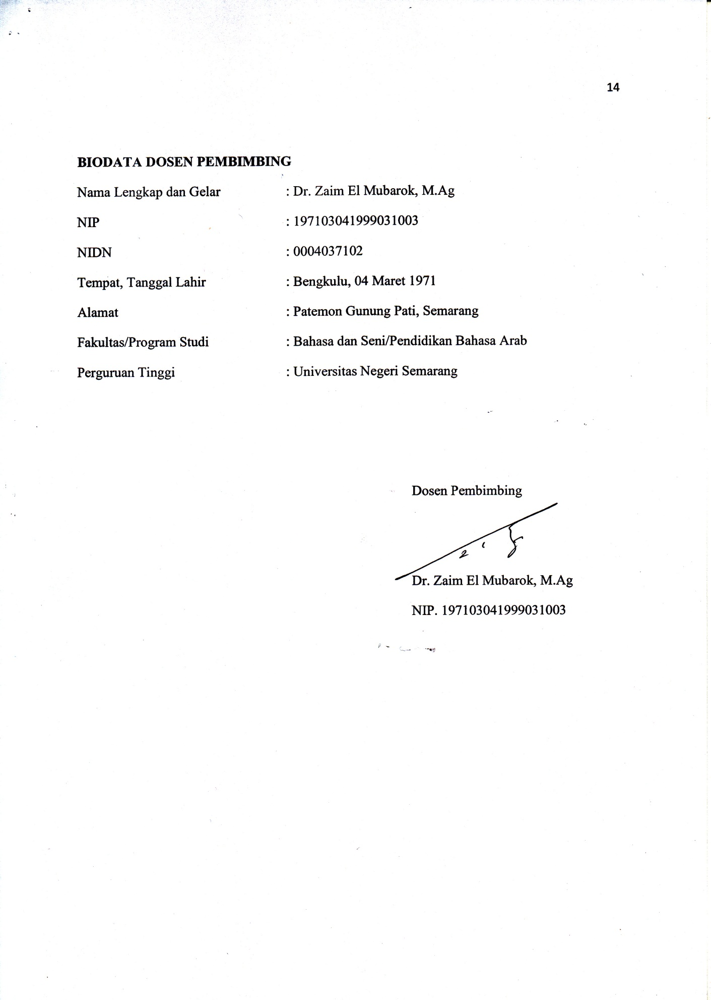 14
BIODATA DOSEN PEMBIMBING
Nama Lengkap dan Gelar : Dr. Zaim El Mubarok, M.Ag
NIP : 197103041999031003
NIDN : 0004037102
Tempat, Tanggal Lahir : Bengkulu, 04 Maret 1971
Alamat : Patemon Gunung Pati, Semarang
Fakultas/Program Studi : Bahasa dan Seni/Pendidikan Bahasa Arab
Perguruan Tinggi : Universitas Negeri Semarang
Dosen Pembimbing
Dr. Zaim El Mubarok, M.Ag
NIP. 197103041999031003